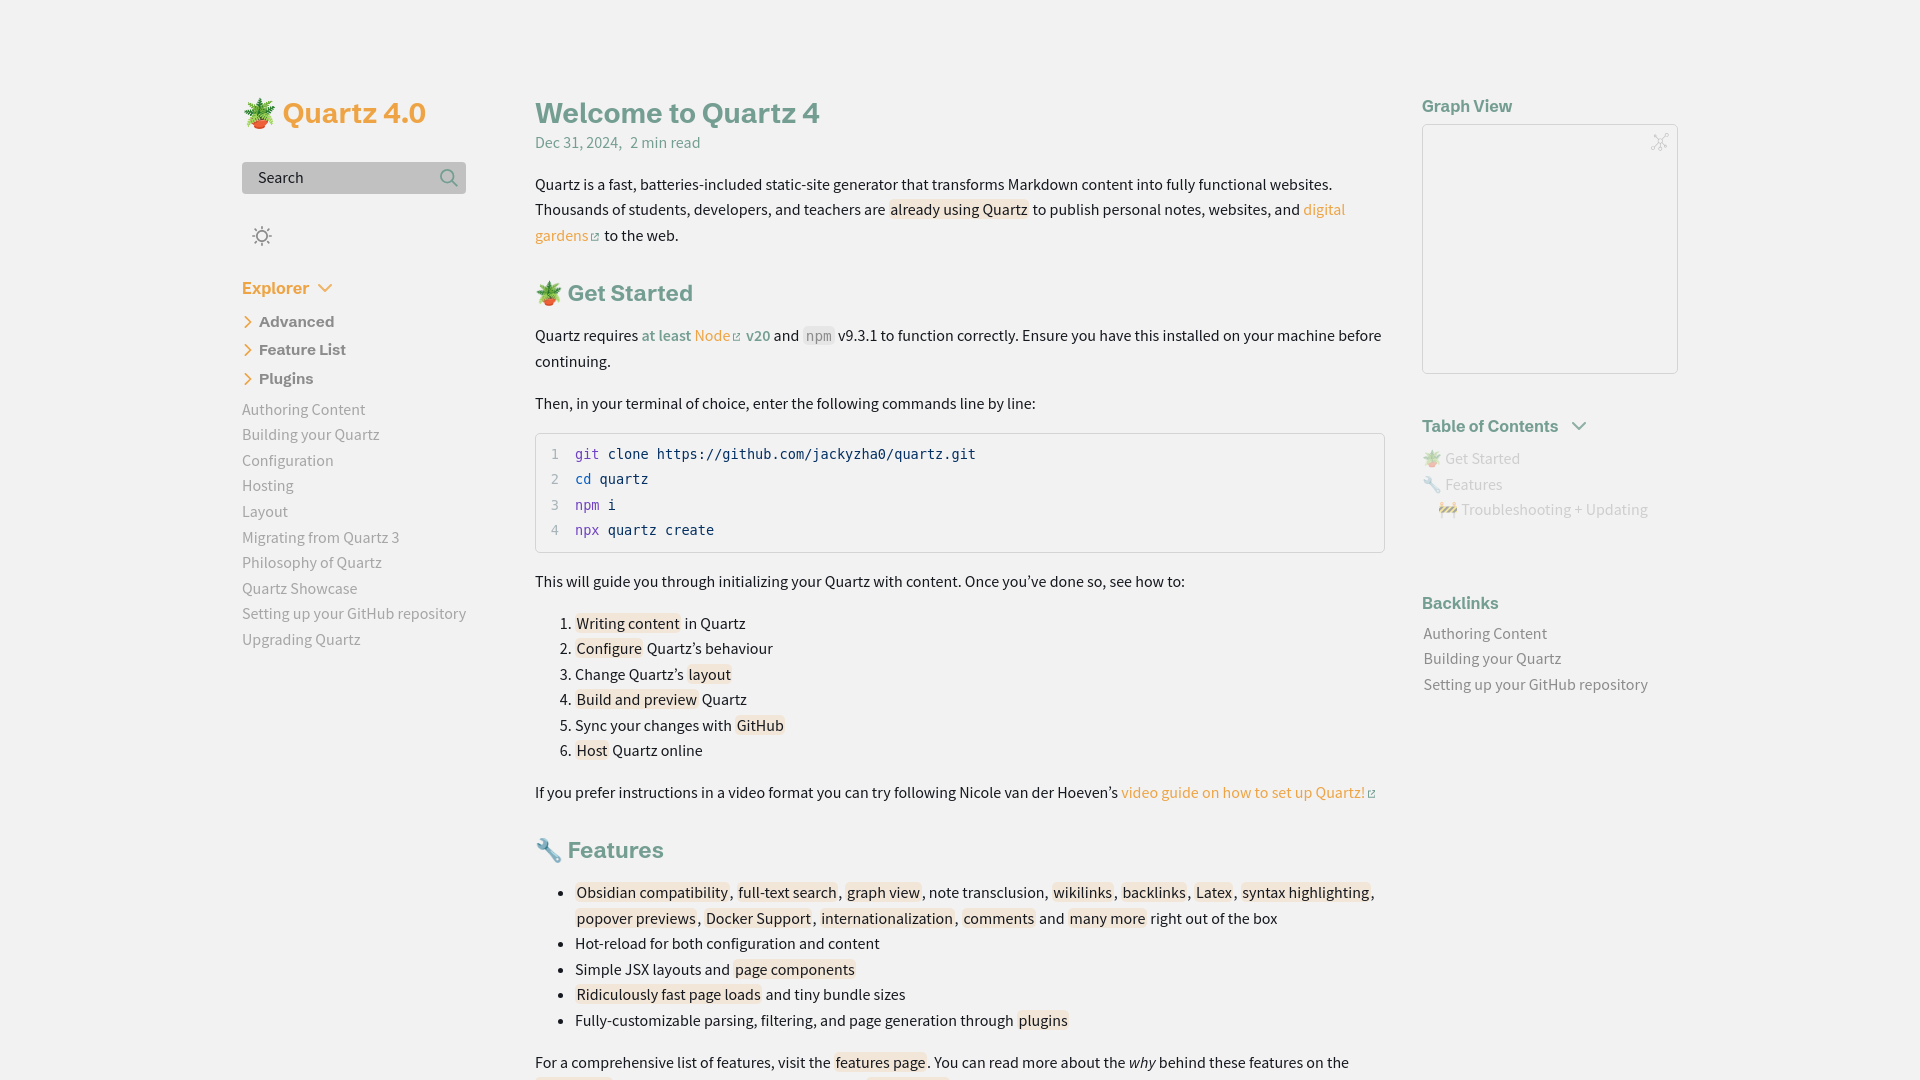 Quartz 4.0
Search
Explorer
Advanced
Feature List
Plugins
Authoring Content
Building your Quartz
Configuration
Hosting
Layout
Migrating from Quartz 3
Philosophy of Quartz
Quartz Showcase
Setting up your GitHub repository
Upgrading Quartz
Welcome to Quartz 4
Dec 31, 2024, 2 min read
Quartz is a fast, batteries-included static-site generator that transforms Markdown content into fully functional websites.
Thousands of students, developers, and teachers are already using Quartz to publish personal notes, websites, and digital
gardens to the web.
Get Started
Quartz requires at least Node v20 and npm v9.3.1 to function correctly. Ensure you have this installed on your machine before
continuing.
Then, in your terminal of choice, enter the following commands line by line:
1 git clone https://github.com/jackyzha0/quartz.git
2 cd quartz
3 npm i
4 npx quartz create
This will guide you through initializing your Quartz with content. Once you’ve done so, see how to:
1. Writing content in Quartz
2. Configure Quartz’s behaviour
3. Change Quartz’s layout
4. Build and preview Quartz
5. Sync your changes with GitHub
6. Host Quartz online
If you prefer instructions in a video format you can try following Nicole van der Hoeven’s video guide on how to set up Quartz!
Features
• Obsidian compatibility, full-text search, graph view, note transclusion, wikilinks, backlinks, Latex, syntax highlighting,
popover previews, Docker Support, internationalization, comments and many more right out of the box
• Hot-reload for both configuration and content
• Simple JSX layouts and page components
• Ridiculously fast page loads and tiny bundle sizes
• Fully-customizable parsing, filtering, and page generation through plugins
For a comprehensive list of features, visit the features page. You can read more about the why behind these features on the
Graph View
Table of Contents
Get Started
Features
Troubleshooting + Updating
Backlinks
Authoring Content
Building your Quartz
Setting up your GitHub repository